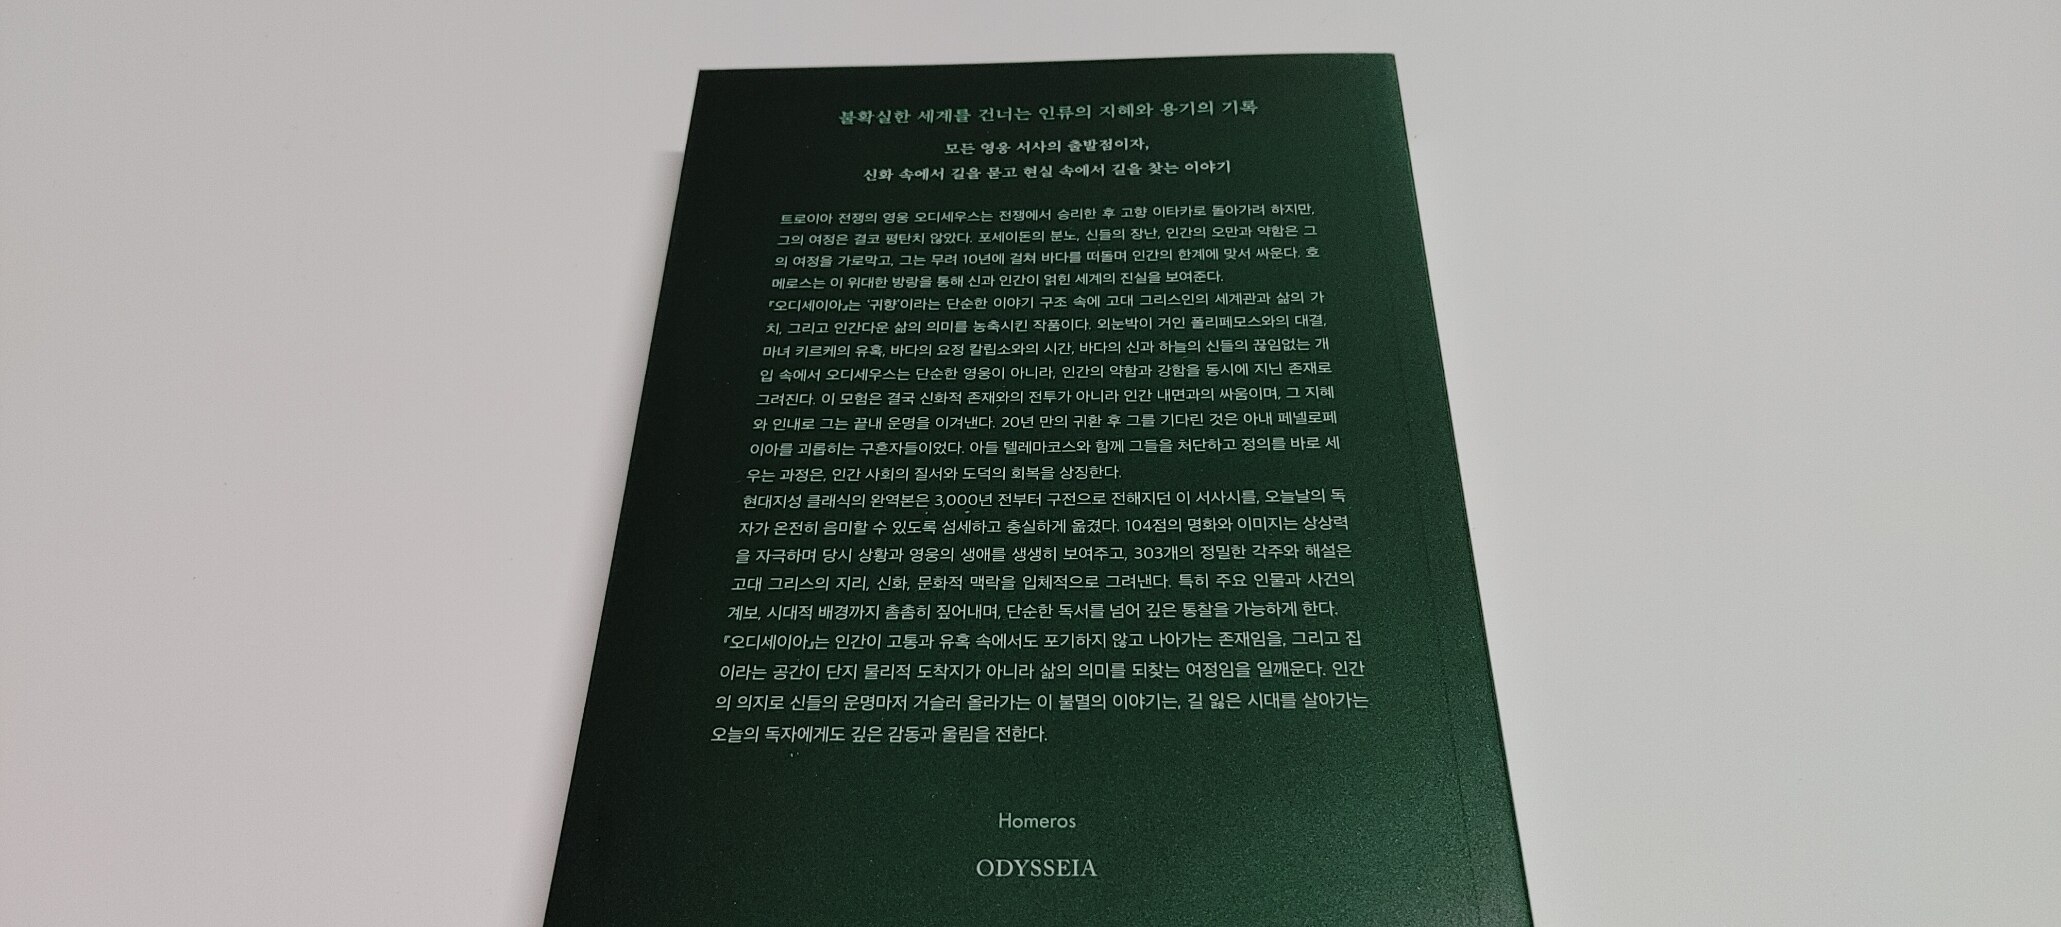 불확실한 세계를 건너는 인류의 지혜와 용기의 기록
모든 영웅 서사의 출발점이자,
신화 속에서 길을 묻고 현실 속에서 길을 찾는 이야기
트로이아 전쟁의 영웅 오디세우스는 전쟁에서 승리한 후 고향 이타카로 돌아가려 하지만,
그의 여정은 결코 평탄치 않았다. 포세이돈의 분노, 신들의 장난, 인간의 오만과 약함은 그
의 여정을 가로막고, 그는 무려 10년에 걸쳐 바다를 떠돌며 인간의 한계에 맞서 싸운다. 호
메로스는 이 위대한 방랑을 통해 신과 인간이 얽힌 세계의 진실을 보여준다.
『오디세이아』는 '귀향'이라는 단순한 이야기 구조 속에 고대 그리스인의 세계관과 삶의 가
치, 그리고 인간다운 삶의 의미를 농축시킨 작품이다. 외눈박이 거인 폴리페모스와의 대결,
마녀 키르케의 유혹, 바다의 요정 칼립소와의 시간, 바다의 신과 하늘의 신들의 끊임없는 개
입 속에서 오디세우스는 단순한 영웅이 아니라, 인간의 약함과 강함을 동시에 지닌 존재로
그려진다. 이 모험은 결국 신화적 존재와의 전투가 아니라 인간 내면과의 싸움이며, 그 지혜
와 인내로 그는 끝내 운명을 이겨낸다. 20년 만의 귀환 후 그를 기다린 것은 아내 페넬로페
이아를 괴롭히는 구혼자들이었다. 아들 텔레마코스와 함께 그들을 처단하고 정의를 바로 세
우는 과정은, 인간 사회의 질서와 도덕의 회복을 상징한다.
현대지성 클래식의 완역본은 3,000년 전부터 구전으로 전해지던 이 서사시를, 오늘날의 독
자가 온전히 음미할 수 있도록 섬세하고 충실하게 옮겼다. 104점의 명화와 이미지는 상상력
을 자극하며 당시 상황과 영웅의 생애를 생생히 보여주고, 303개의 정밀한 각주와 해설은
고대 그리스의 지리, 신화, 문화적 맥락을 입체적으로 그려낸다. 특히 주요 인물과 사건의
계보, 시대적 배경까지 촘촘히 짚어내며, 단순한 독서를 넘어 깊은 통찰을 가능하게 한다.
『오디세이아』는 인간이 고통과 유혹 속에서도 포기하지 않고 나아가는 존재임을, 그리고 집
이라는 공간이 단지 물리적 도착지가 아니라 삶의 의미를 되찾는 여정임을 일깨운다. 인간
의 의지로 신들의 운명마저 거슬러 올라가는 이 불멸의 이야기는, 길 잃은 시대를 살아가는
오늘의 독자에게도 깊은 감동과 울림을 전한다.
Homeros
ODYSSEIA